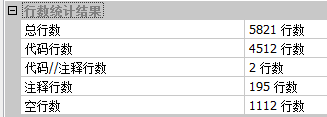 行数统计结果
总行数 5821 行数
代码行数 4512 行数
代码//注释行数 2 行数
注释行数 195 行数
空行数 1112 行数